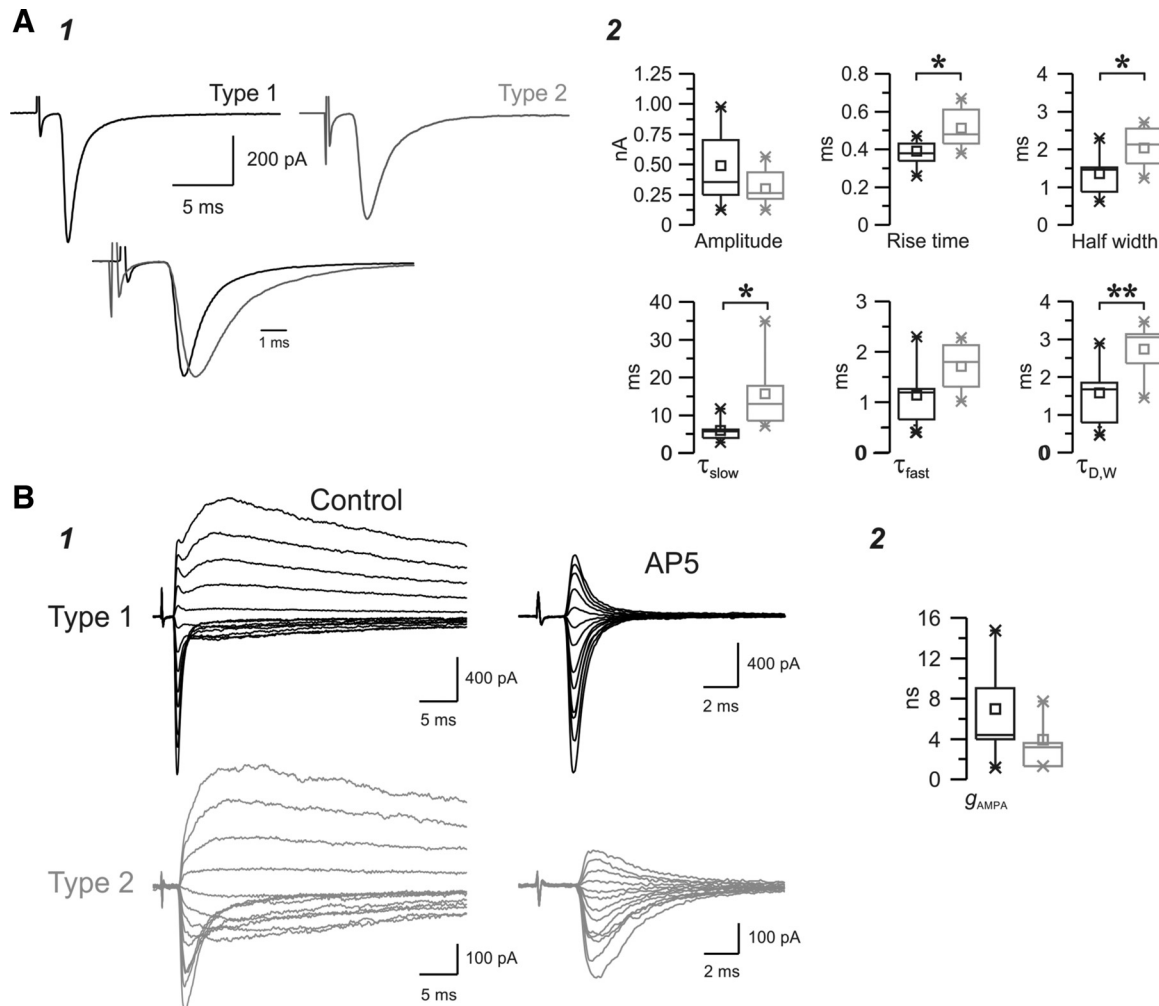 A 1
Type 1
Type 2
200 pA
5 ms
1 ms
2
1.25
1.00
0.75
0.50
0.25
0.00
nA
Amplitude
0.8
0.6
0.4
0.2
0
ms
*
Rise time
4
3
2
1
0
ms
*
Half width
40
30
20
10
0
ms
*
τslow
3
2
1
0
ms
τfast
4
3
2
1
0
ms
**
τD,W
B 1
Control
AP5
Type 1
400 pA
5 ms
400 pA
2 ms
Type 2
100 pA
5 ms
100 pA
2 ms
2
16
12
8
4
0
ns
gAMPA